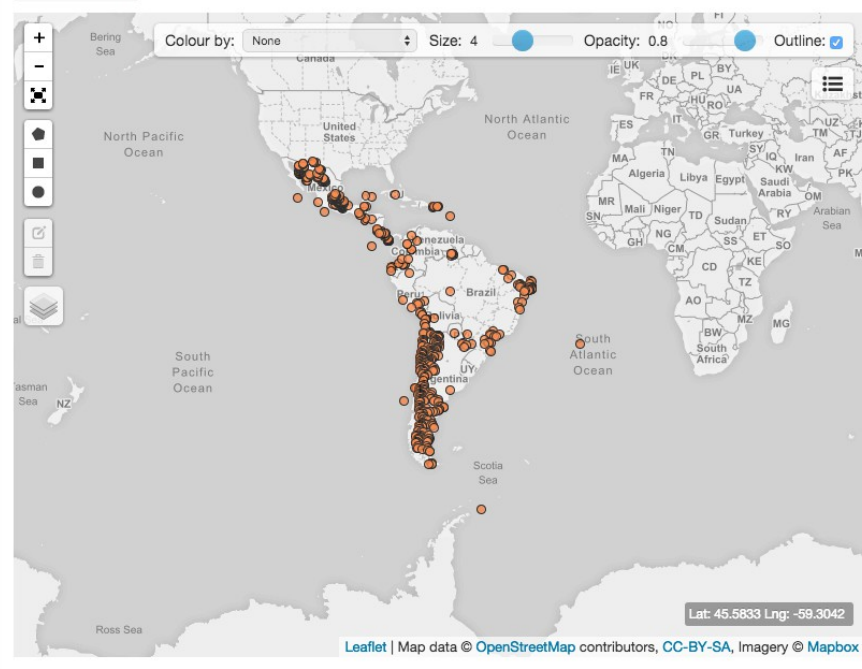 +
Colour by: None Size: 4 Opacity: 0.8 Outline:
-
Bering
Sea
Canada
IE UK
PL BY
DE
UA
FR
HU RO
IT
ES
GR Turkey
UZ
TM TJ
North Pacific
Ocean
United
States
North Atlantic
Ocean
MA
TN
SY
IQ
Iran
AF
KW
PK
Algeria
Libya
Egypt
Saudi
Arabia
OM
Mexico
MR
Mali
Niger
TD
Sudan
RY
Arabian
Sea
SN
NG
SS
ET
SO
GH
CM
Venezuela
Colombia
KE
CD
TZ
Peru
Brazil
Bolivia
AO
MZ
MG
BW
South
Africa
South
Pacific
Ocean
South
Atlantic
Ocean
UY
Argentina
Tasman
Sea
NZ
Scotia
Sea
Ross Sea
Lat: 45.5833 Lng: -59.3042
Leaflet | Map data © OpenStreetMap contributors, CC-BY-SA, Imagery © Mapbox